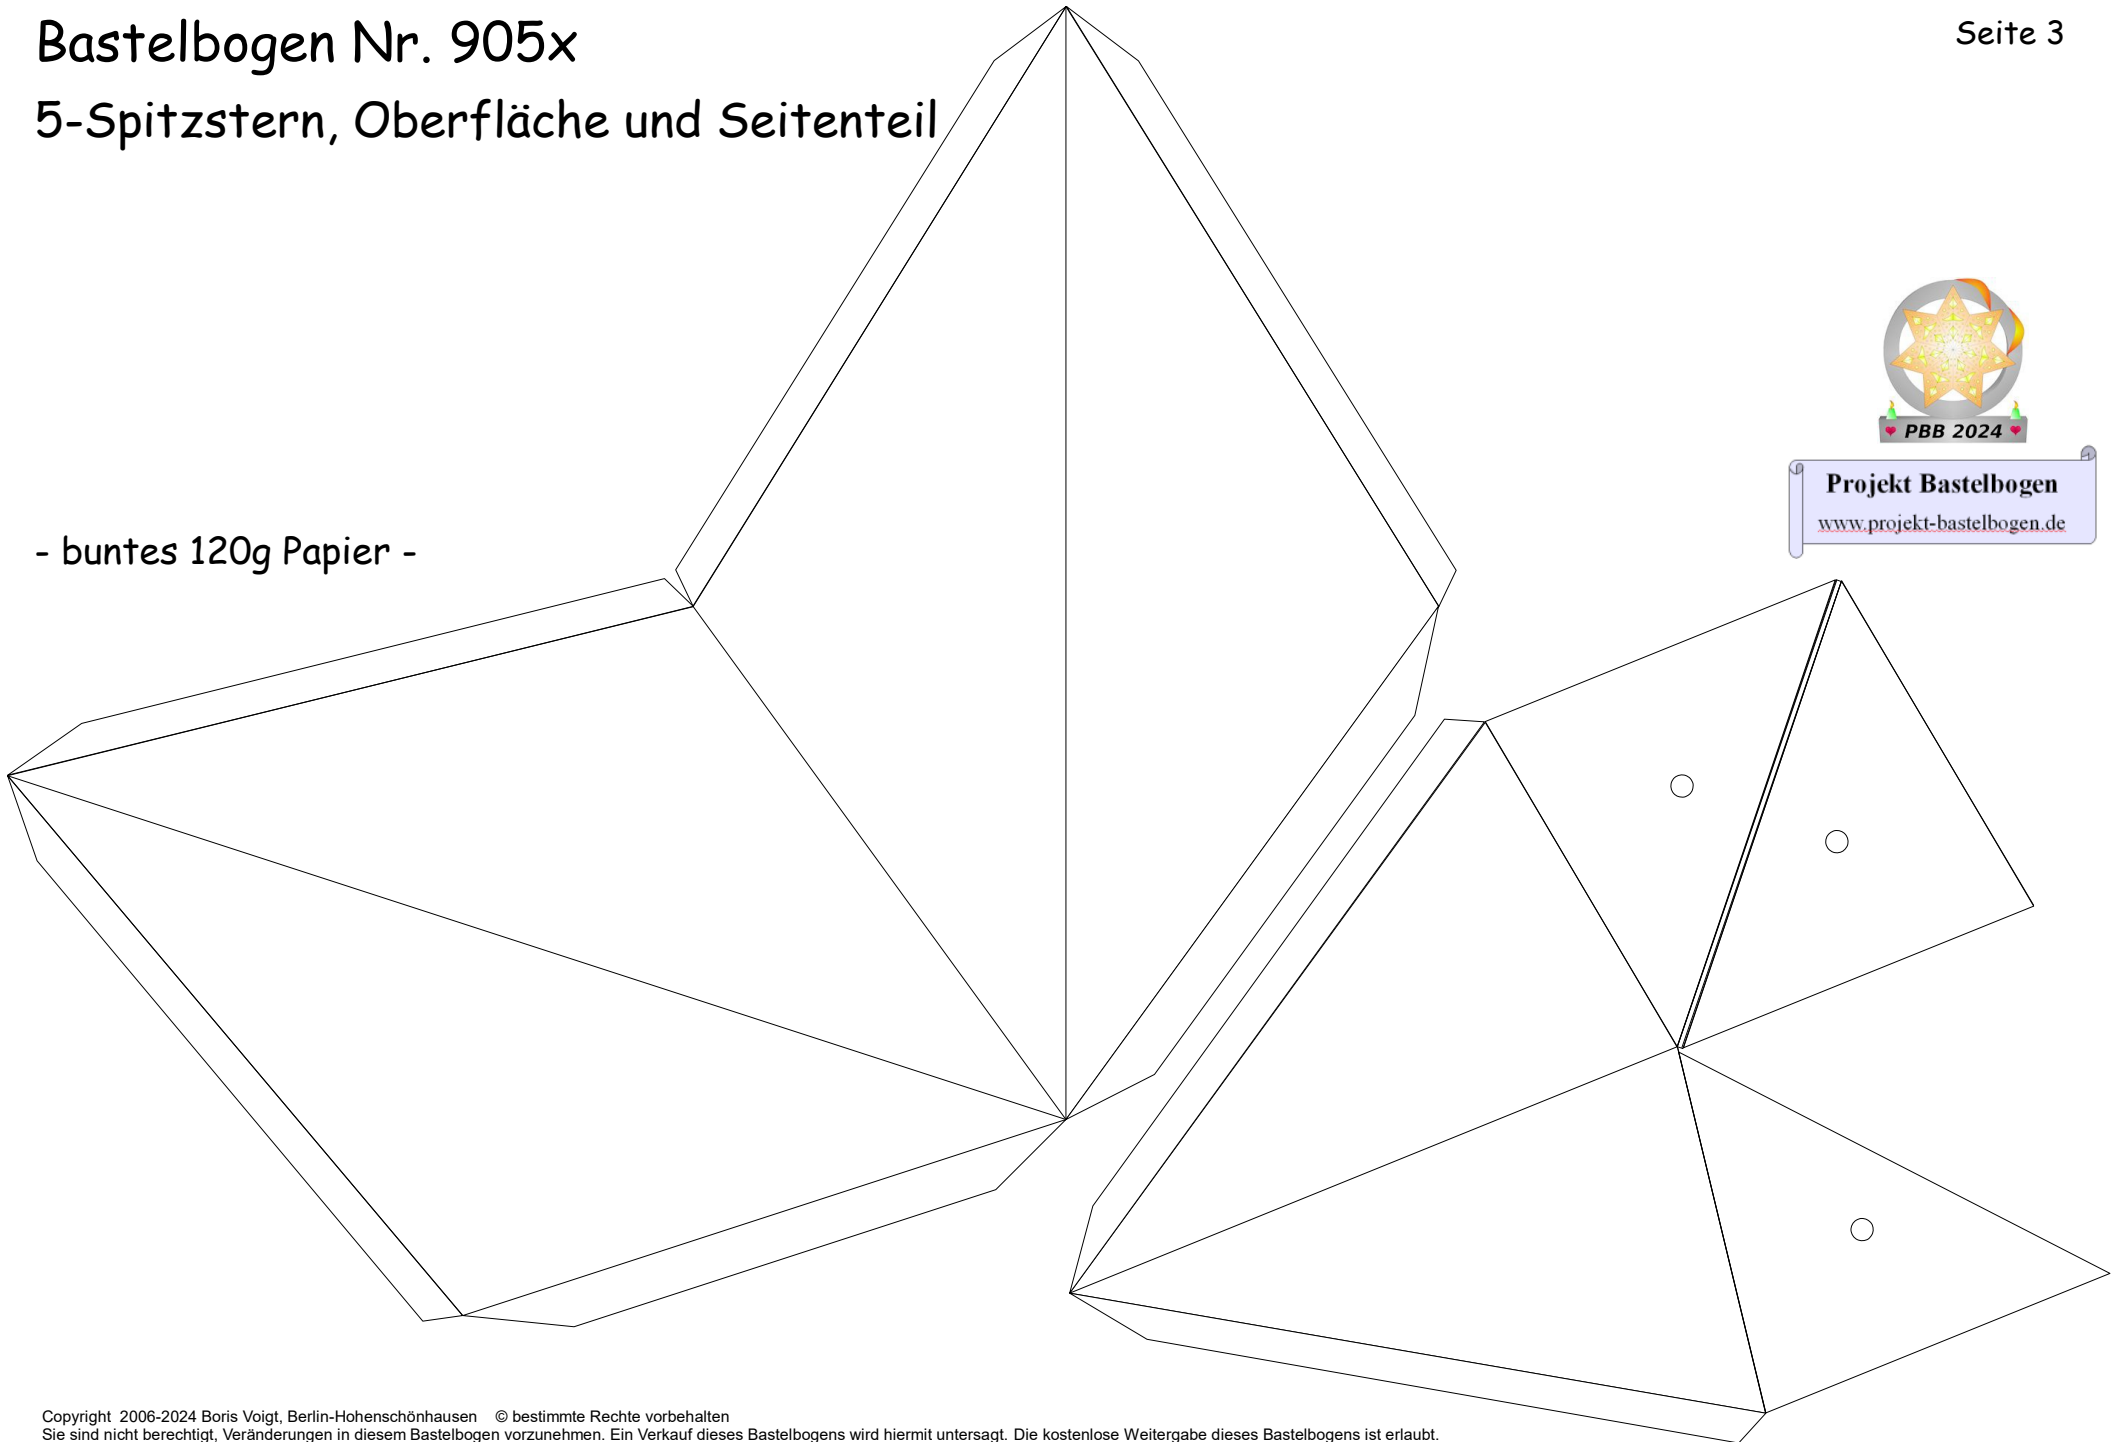 Bastelbogen Nr. 905x
Seite 3
5-Spitzstern, Oberfläche und Seitenteil
PBB 2024
Projekt Bastelbogen
www.projekt-bastelbogen.de
- buntes 120g Papier -
Copyright 2006-2024 Boris Voigt, Berlin-Hohenschönhausen © bestimmte Rechte vorbehalten
Sie sind nicht berechtigt, Veränderungen in diesem Bastelbogen vorzunehmen. Ein Verkauf dieses Bastelbogens wird hiermit untersagt. Die kostenlose Weitergabe dieses Bastelbogens ist erlaubt.